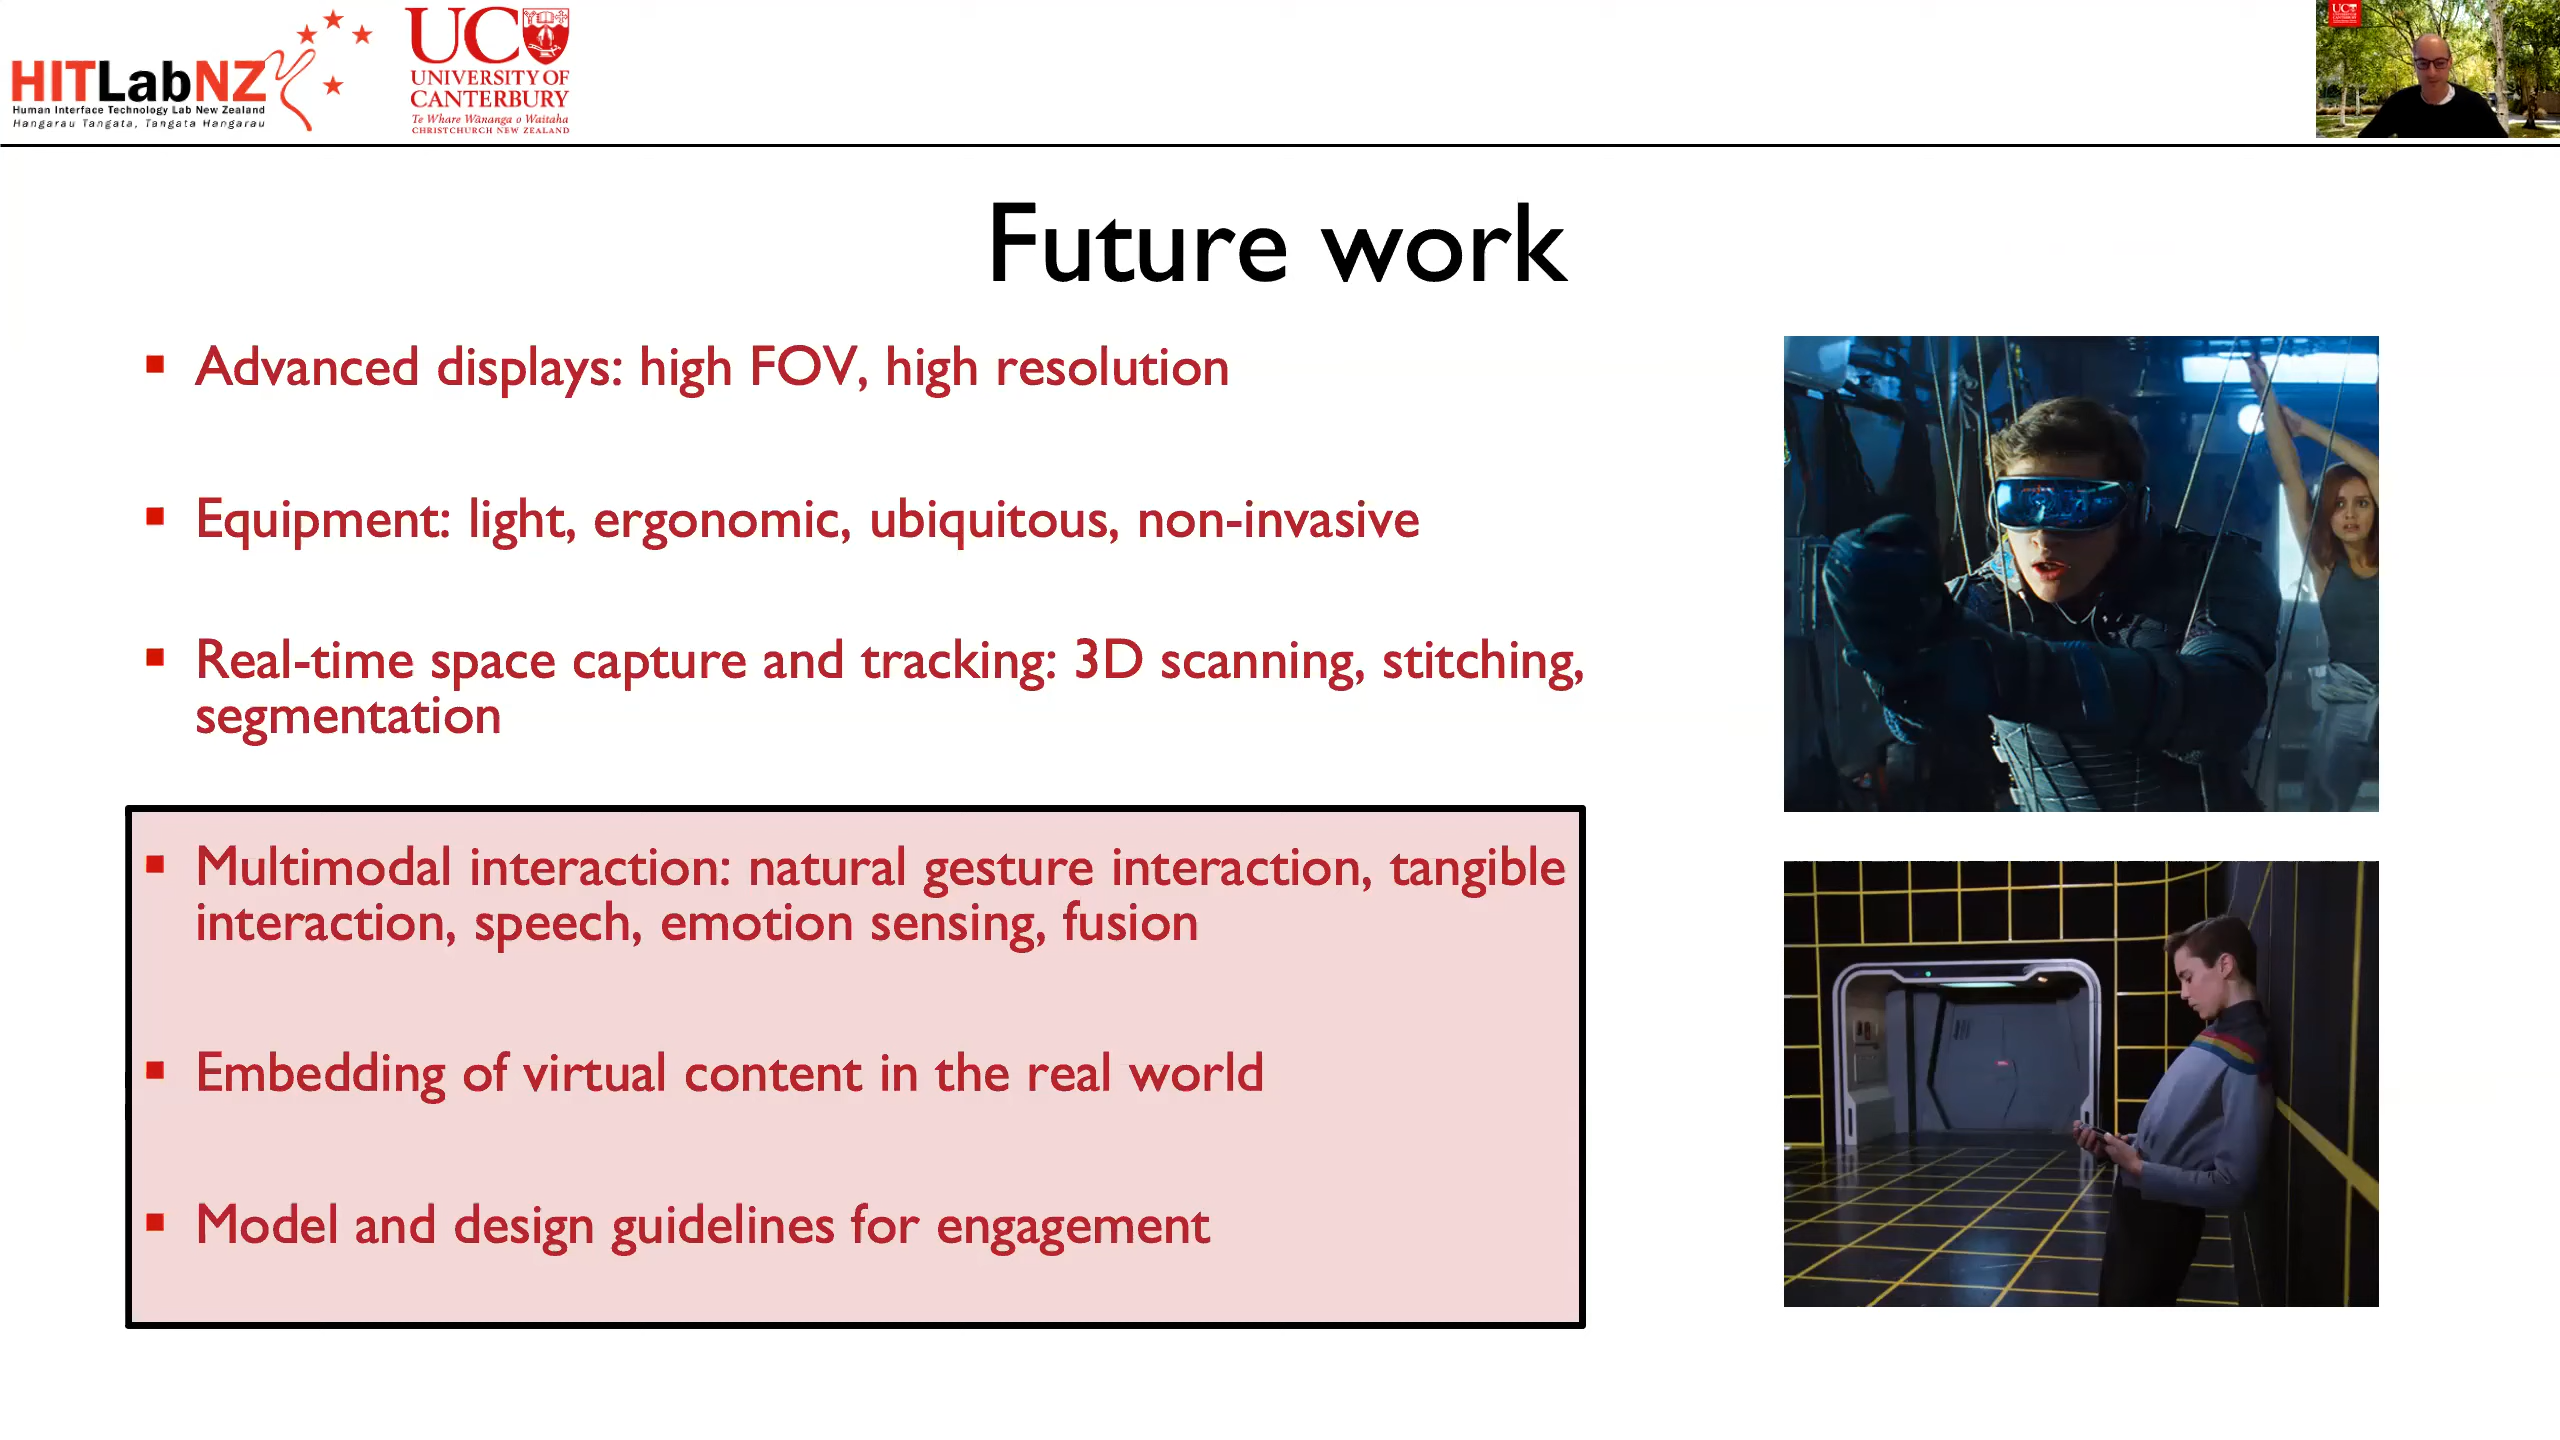 HITLabNZ
Human Interface Technology Lab New Zealand
Hangarau Tangata, Tangata Hangarau
UC
UNIVERSITY OF
CANTERBURY
Te Whare Wānanga o Waitaha
CHRISTCHURCH NEW ZEALAND
UC
Future work
Advanced displays: high FOV, high resolution
Equipment: light, ergonomic, ubiquitous, non-invasive
Real-time space capture and tracking: 3D scanning, stitching,
segmentation
Multimodal interaction: natural gesture interaction, tangible
interaction, speech, emotion sensing, fusion
Embedding of virtual content in the real world
Model and design guidelines for engagement